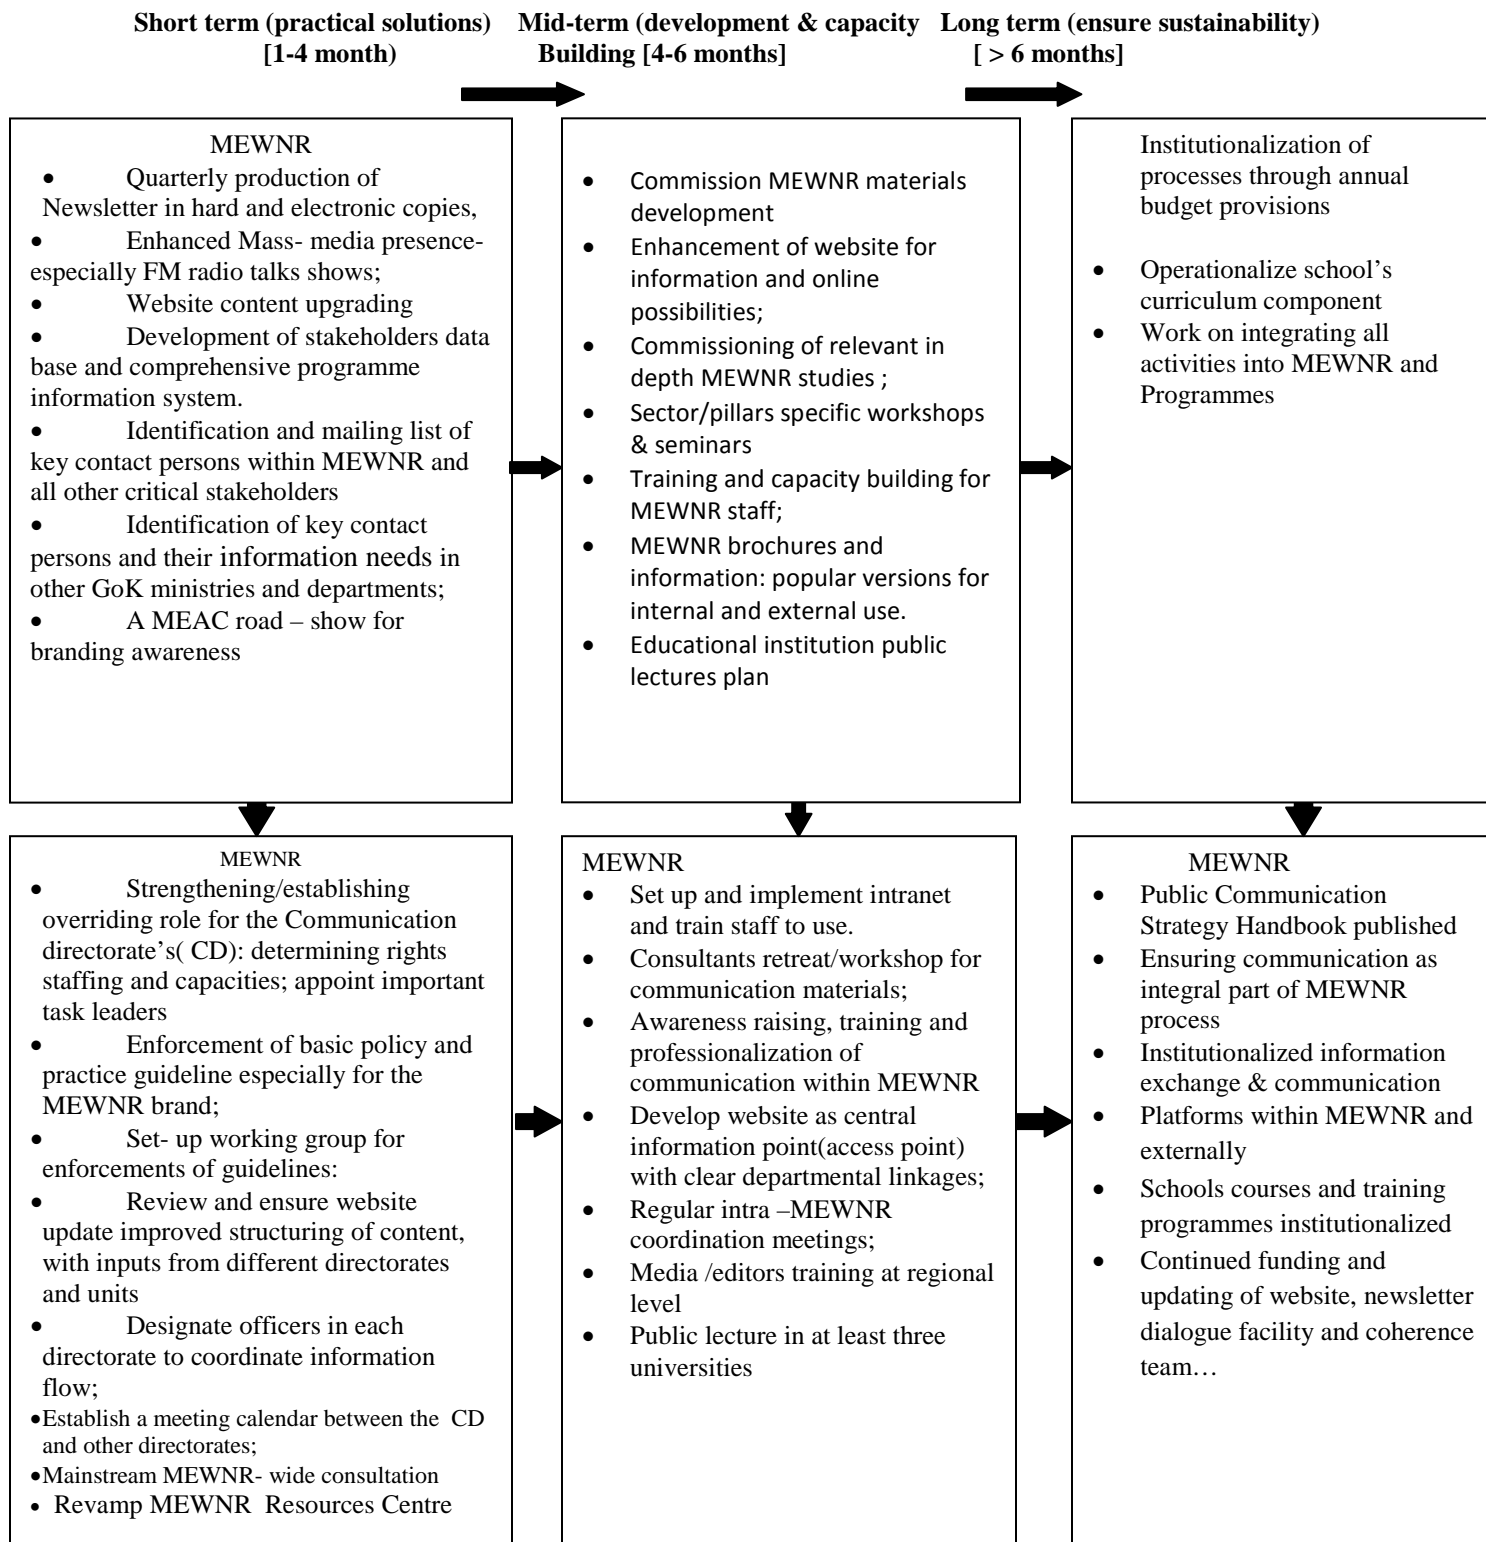 Short term (practical solutions)
[1-4 month)
Mid-term (development & capacity
Building [4-6 months]
Long term (ensure sustainability)
[ > 6 months]
MEWNR
• Quarterly production of
Newsletter in hard and electronic copies,
• Enhanced Mass- media presence-
especially FM radio talks shows;
• Website content upgrading
• Development of stakeholders data
base and comprehensive programme
information system.
• Identification and mailing list of
key contact persons within MEWNR and
all other critical stakeholders
• Identification of key contact
persons and their information needs in
other GoK ministries and departments;
• A MEAC road – show for
branding awareness
• Commission MEWNR materials
development
• Enhancement of website for
information and online
possibilities;
• Commissioning of relevant in
depth MEWNR studies ;
• Sector/pillars specific workshops
& seminars
• Training and capacity building for
MEWNR staff;
• MEWNR brochures and
information: popular versions for
internal and external use.
• Educational institution public
lectures plan
Institutionalization of
processes through annual
budget provisions
• Operationalize school's
curriculum component
• Work on integrating all
activities into MEWNR and
Programmes
MEWNR
• Strengthening/establishing
overriding role for the Communication
directorate's( CD): determining rights
staffing and capacities; appoint important
task leaders
• Enforcement of basic policy and
practice guideline especially for the
MEWNR brand;
• Set- up working group for
enforcements of guidelines:
• Review and ensure website
update improved structuring of content,
with inputs from different directorates
and units
• Designate officers in each
directorate to coordinate information
flow;
•Establish a meeting calendar between the CD
and other directorates;
•Mainstream MEWNR- wide consultation
• Revamp MEWNR Resources Centre
MEWNR
• Set up and implement intranet
and train staff to use.
• Consultants retreat/workshop for
communication materials;
• Awareness raising, training and
professionalization of
communication within MEWNR
• Develop website as central
information point(access point)
with clear departmental linkages;
• Regular intra –MEWNR
coordination meetings;
• Media /editors training at regional
level
• Public lecture in at least three
universities
MEWNR
• Public Communication
Strategy Handbook published
• Ensuring communication as
integral part of MEWNR
process
• Institutionalized information
exchange & communication
• Platforms within MEWNR and
externally
• Schools courses and training
programmes institutionalized
• Continued funding and
updating of website, newsletter
dialogue facility and coherence
team…